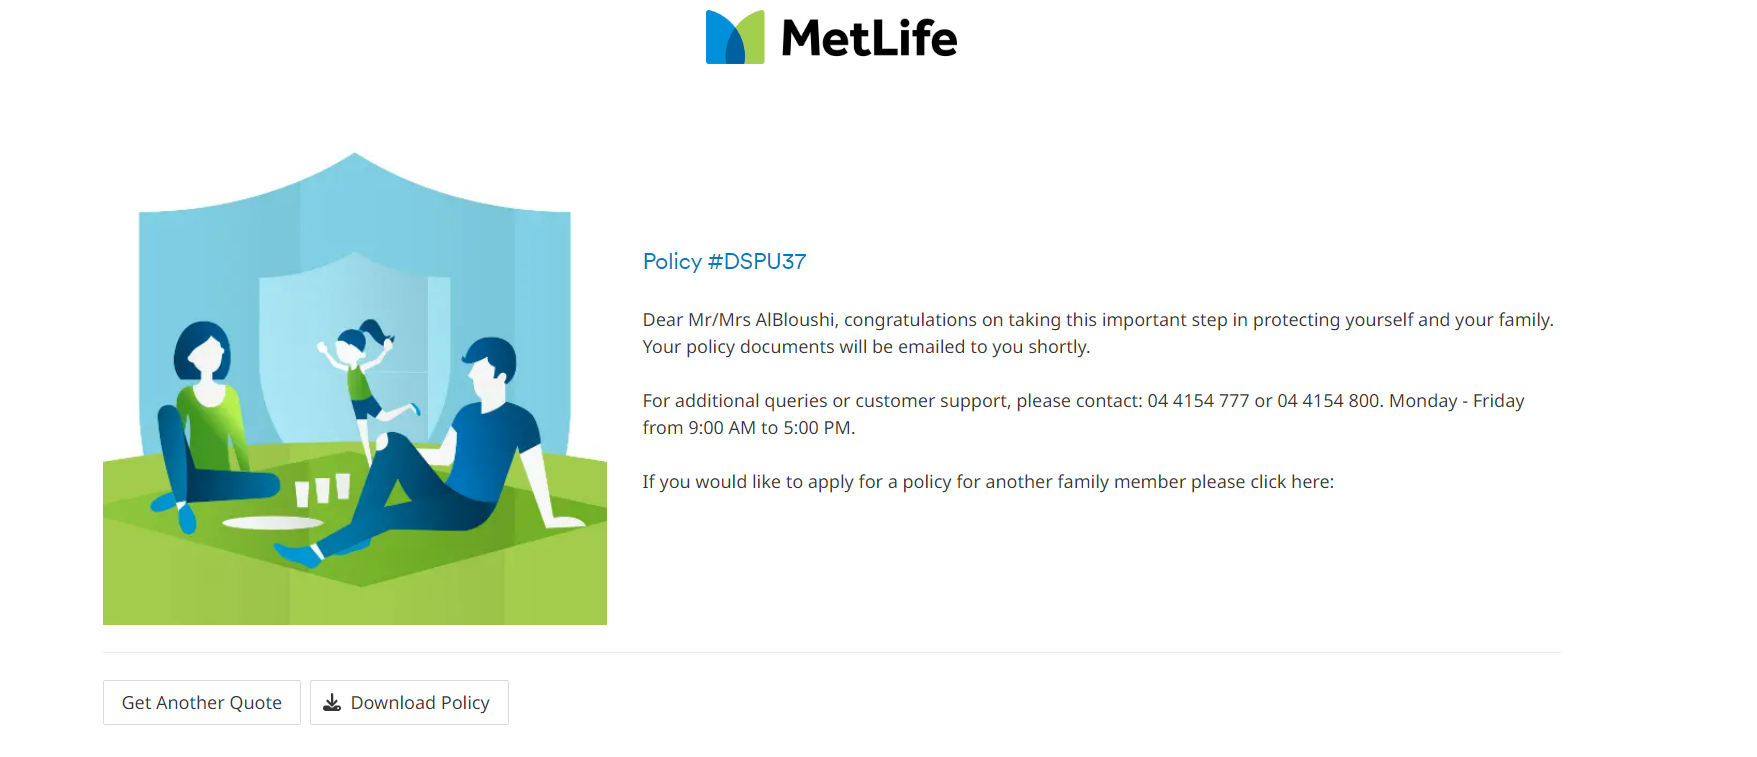 MetLife
Policy #DSPU37
Dear Mr/Mrs AlBloushi, congratulations on taking this important step in protecting yourself and your family.
Your policy documents will be emailed to you shortly.
For additional queries or customer support, please contact: 04 4154 777 or 04 4154 800. Monday - Friday
from 9:00 AM to 5:00 PM.
If you would like to apply for a policy for another family member please click here:
Get Another Quote
Download Policy